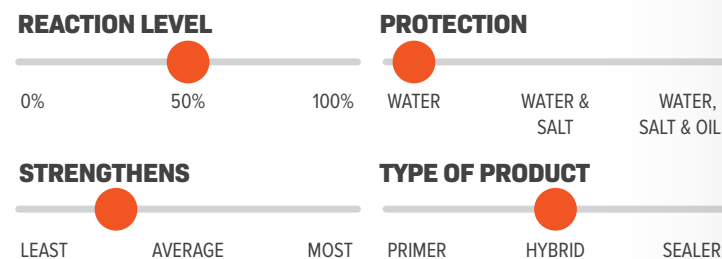 REACTION LEVEL
0% 50% 100%
PROTECTION
WATER WATER & SALT WATER, SALT & OIL
STRENGTHENS
LEAST AVERAGE MOST
TYPE OF PRODUCT
PRIMER HYBRID SEALER